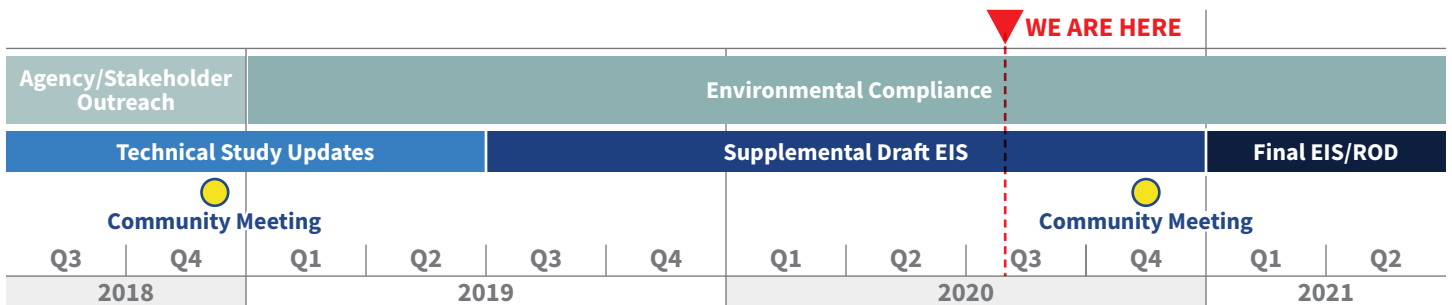 WE ARE HERE
Agency/Stakeholder
Outreach
Environmental Compliance
Technical Study Updates
Supplemental Draft EIS
Final EIS/ROD
Community Meeting
Community Meeting
Q3 Q4 Q1 Q2 Q3 Q4 Q1 Q2 Q3 Q4 Q1 Q2
2018 2019 2020 2021